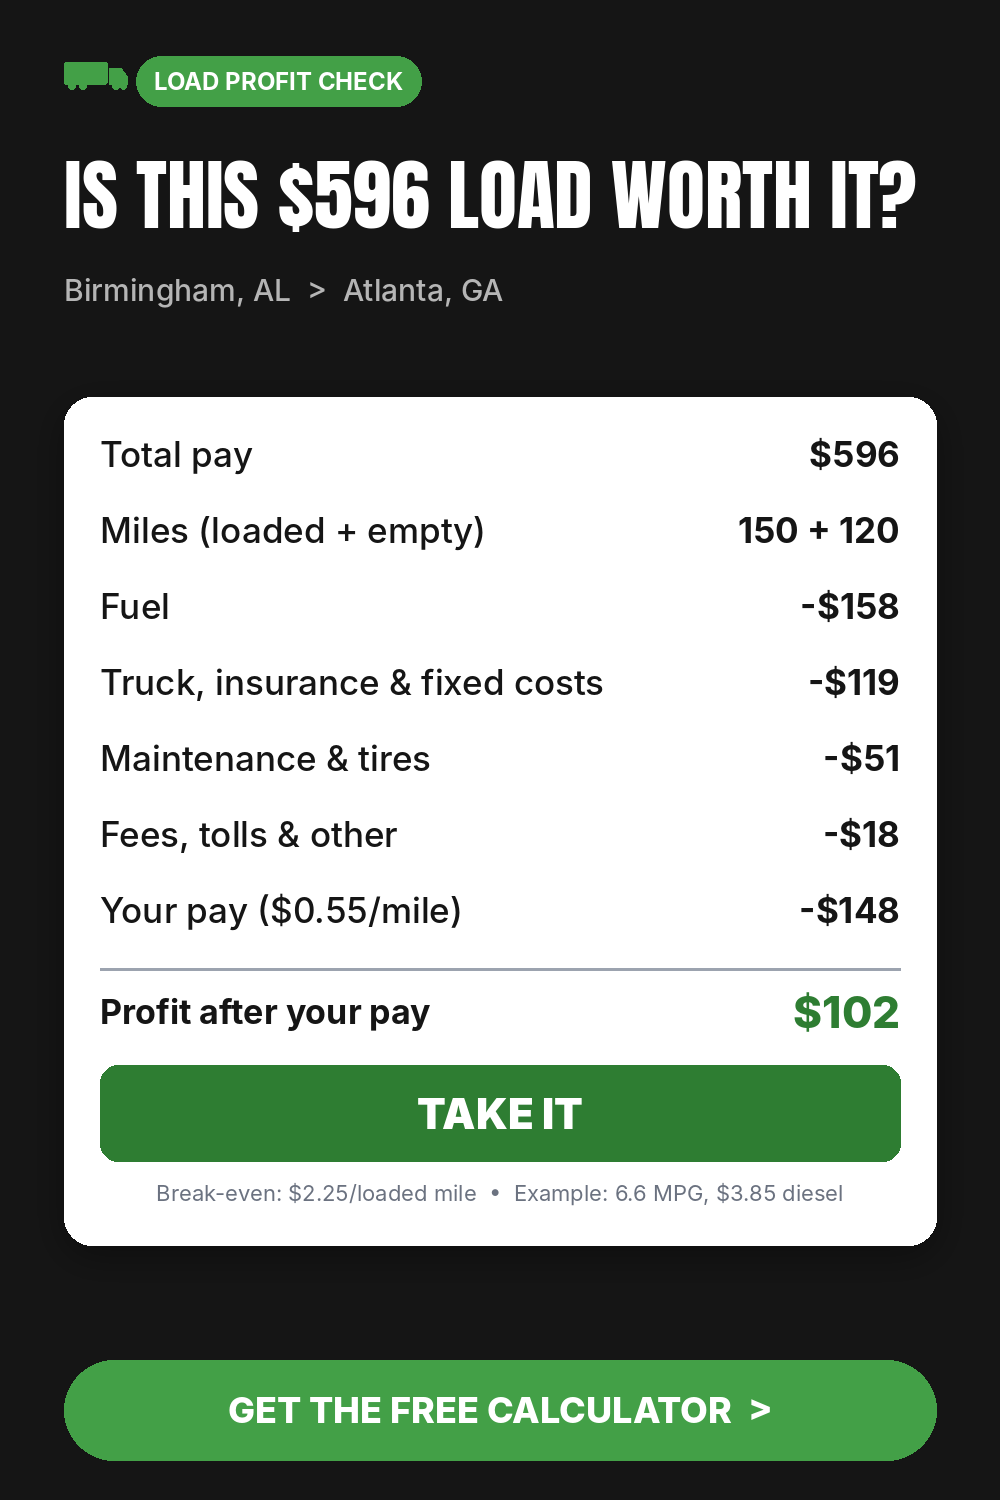 LOAD PROFIT CHECK
IS THIS $596 LOAD WORTH IT?
Birmingham, AL > Atlanta, GA
Total pay $596
Miles (loaded + empty) 150 + 120
Fuel -$158
Truck, insurance & fixed costs -$119
Maintenance & tires -$51
Fees, tolls & other -$18
Your pay ($0.55/mile) -$148
Profit after your pay $102
TAKE IT
Break-even: $2.25/loaded mile • Example: 6.6 MPG, $3.85 diesel
GET THE FREE CALCULATOR >